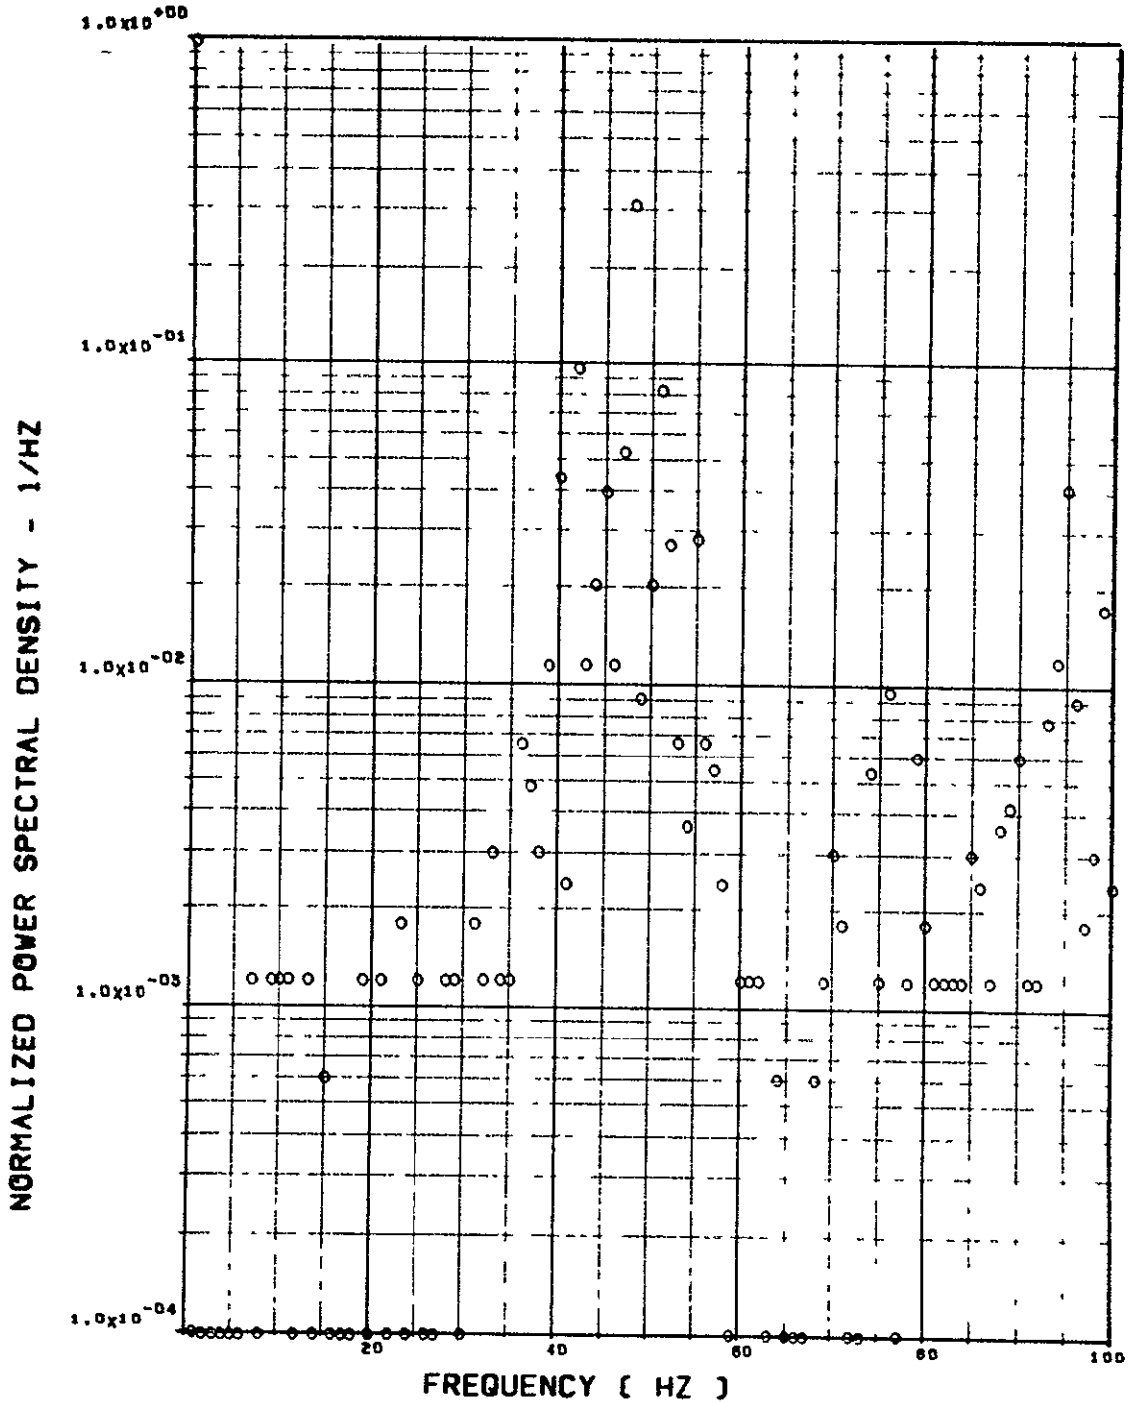 1.0x10+00
1.0x10-01
1.0x10-02
1.0x10-03
1.0x10-04
NORMALIZED POWER SPECTRAL DENSITY - 1/HZ
20 40 60 80 100
FREQUENCY ( HZ )